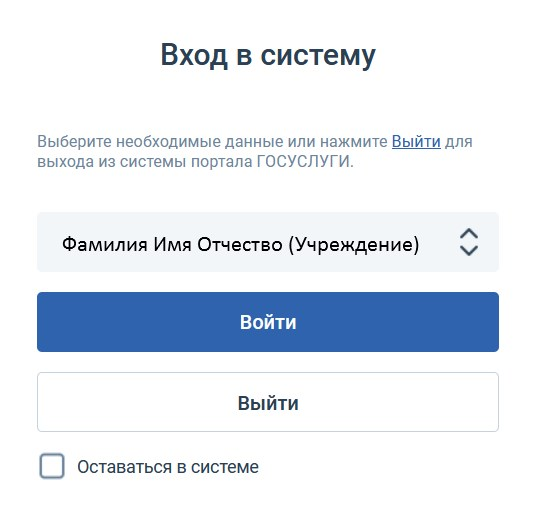 Вход в систему
Выберите необходимые данные или нажмите Выйти для
выхода из системы портала ГОСУСЛУГИ.
Фамилия Имя Отчество (Учреждение)
Войти
Выйти
Оставаться в системе